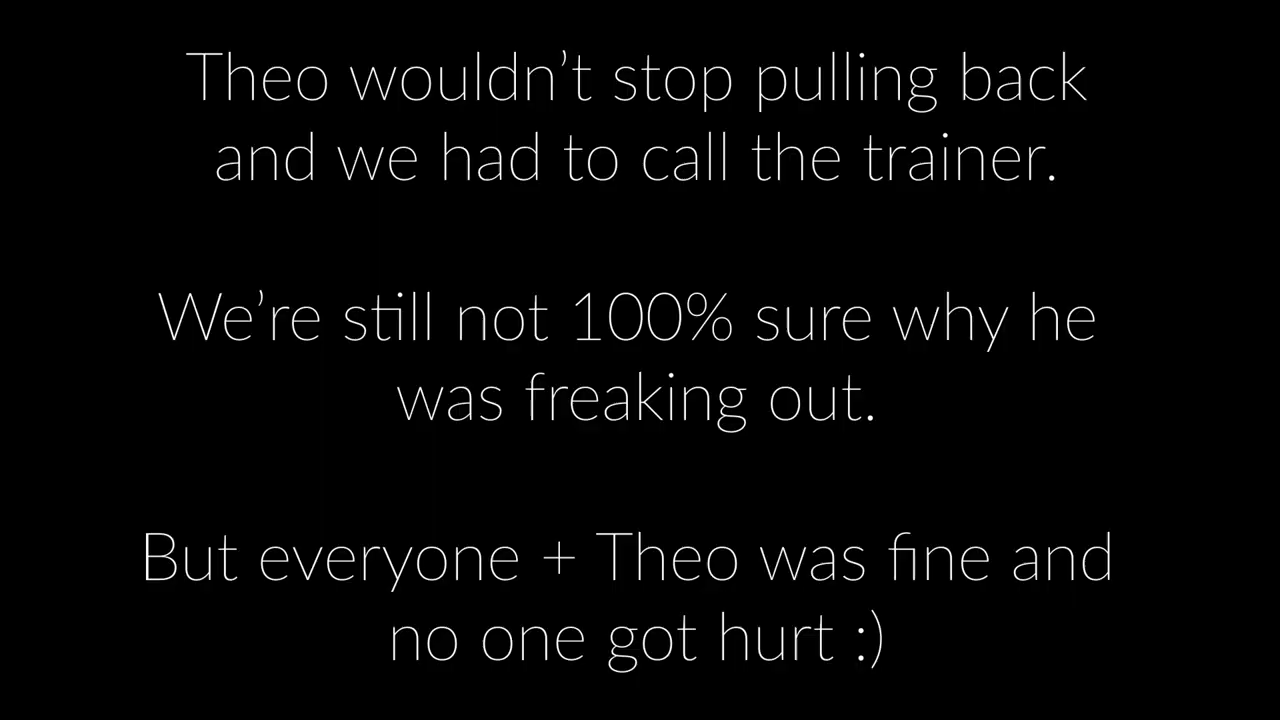 Theo wouldn’t stop pulling back
and we had to call the trainer.
We’re still not 100% sure why he
was freaking out.
But everyone + Theo was fine and
no one got hurt :)